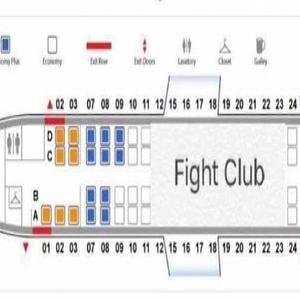 nomy Plus Economy Exit Row Exit Doors Lavatory Closet Galley
02 03 07 08 09 10 11 12 15 16 17 18 19 20 21 22 23 24
D
C
Fight Club
B
A
01 02 03 07 08 09 10 11 12 15 16 17 18 19 20 21 22 23 24